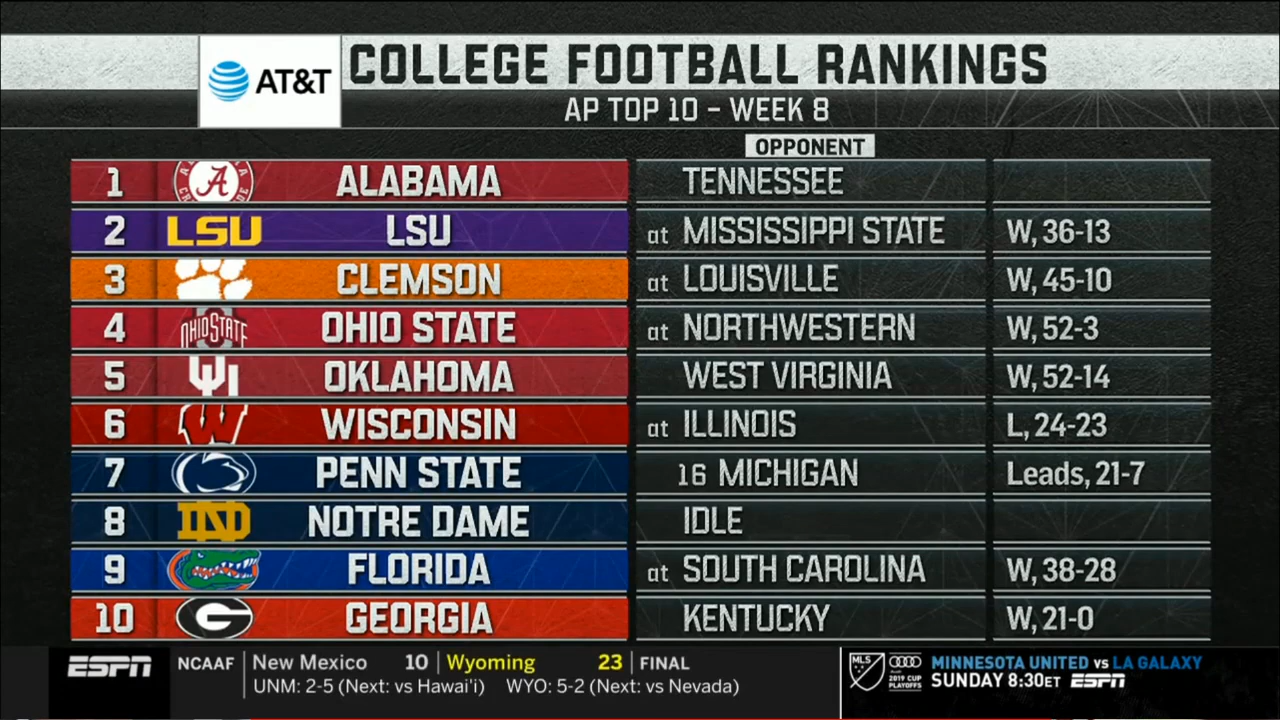 AT&T
COLLEGE FOOTBALL RANKINGS
AP TOP 10 – WEEK 8
OPPONENT
1 A ALABAMA TENNESSEE
2 LSU LSU at MISSISSIPPI STATE W, 36-13
3 CLEMSON at LOUISVILLE W, 45-10
4 OHIO STATE OHIO STATE at NORTHWESTERN W, 52-3
5 OU OKLAHOMA WEST VIRGINIA W, 52-14
6 W WISCONSIN at ILLINOIS L, 24-23
7 PENN STATE 16 MICHIGAN Leads, 21-7
8 ND NOTRE DAME IDLE
9 FLORIDA at SOUTH CAROLINA W, 38-28
10 G GEORGIA KENTUCKY W, 21-0
ESPN NCAAF New Mexico 10 Wyoming 23 FINAL
UNM: 2-5 (Next: vs Hawai'i) WYO: 5-2 (Next: vs Nevada)
MLS 2019 CUP PLAYOFFS MINNESOTA UNITED vs LA GALAXY
SUNDAY 8:30ET ESPN